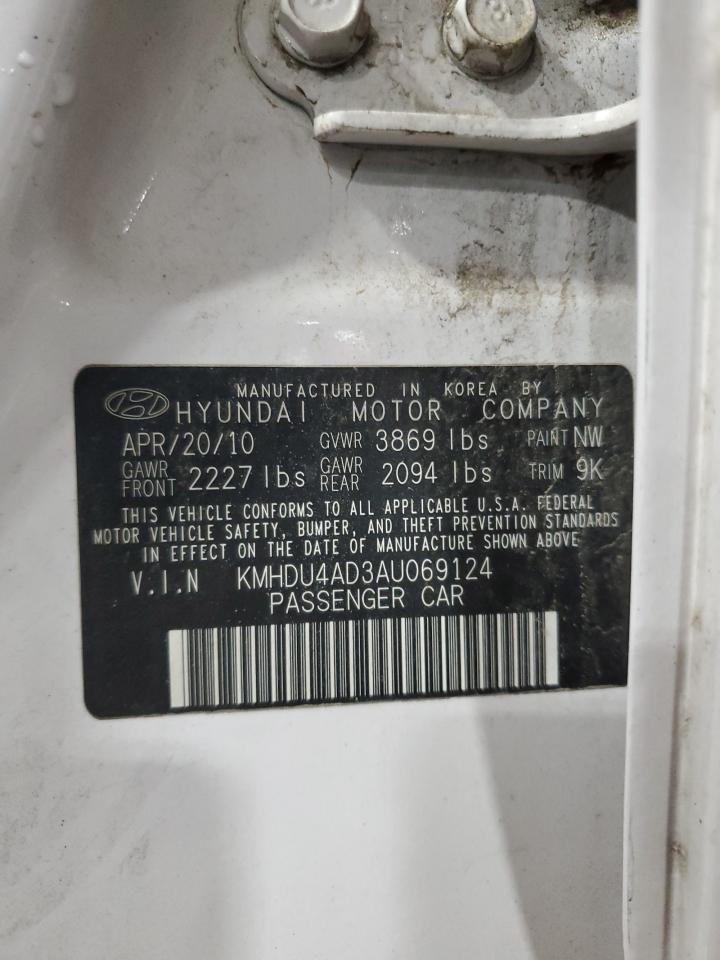 MANUFACTURED IN KOREA BY
HYUNDAI MOTOR COMPANY
APR/20/10 GVWR 3869 lbs PAINT NW
GAWR FRONT 2227 lbs GAWR REAR 2094 lbs TRIM 9K
THIS VEHICLE CONFORMS TO ALL APPLICABLE U.S.A. FEDERAL
MOTOR VEHICLE SAFETY, BUMPER, AND THEFT PREVENTION STANDARDS
IN EFFECT ON THE DATE OF MANUFACTURE SHOWN ABOVE
V.I.N KMHDU4AD3AU069124
PASSENGER CAR